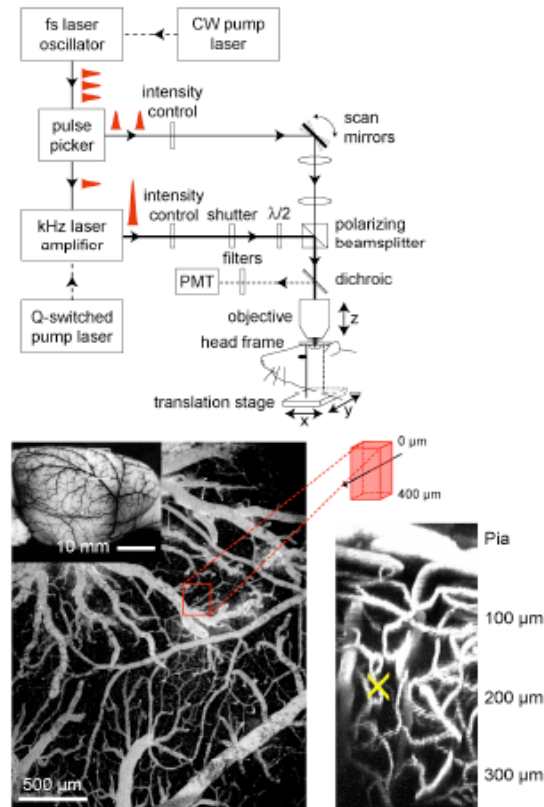 fs laser
oscillator
CW pump
laser
pulse
picker
intensity
control
scan
mirrors
kHz laser
amplifier
intensity
control
shutter
λ/2
polarizing
beamsplitter
filters
PMT
dichroic
Q-switched
pump laser
objective
z
head frame
translation stage
x
y
0 µm
400 µm
10 mm
Pia
100 µm
200 µm
300 µm
500 µm